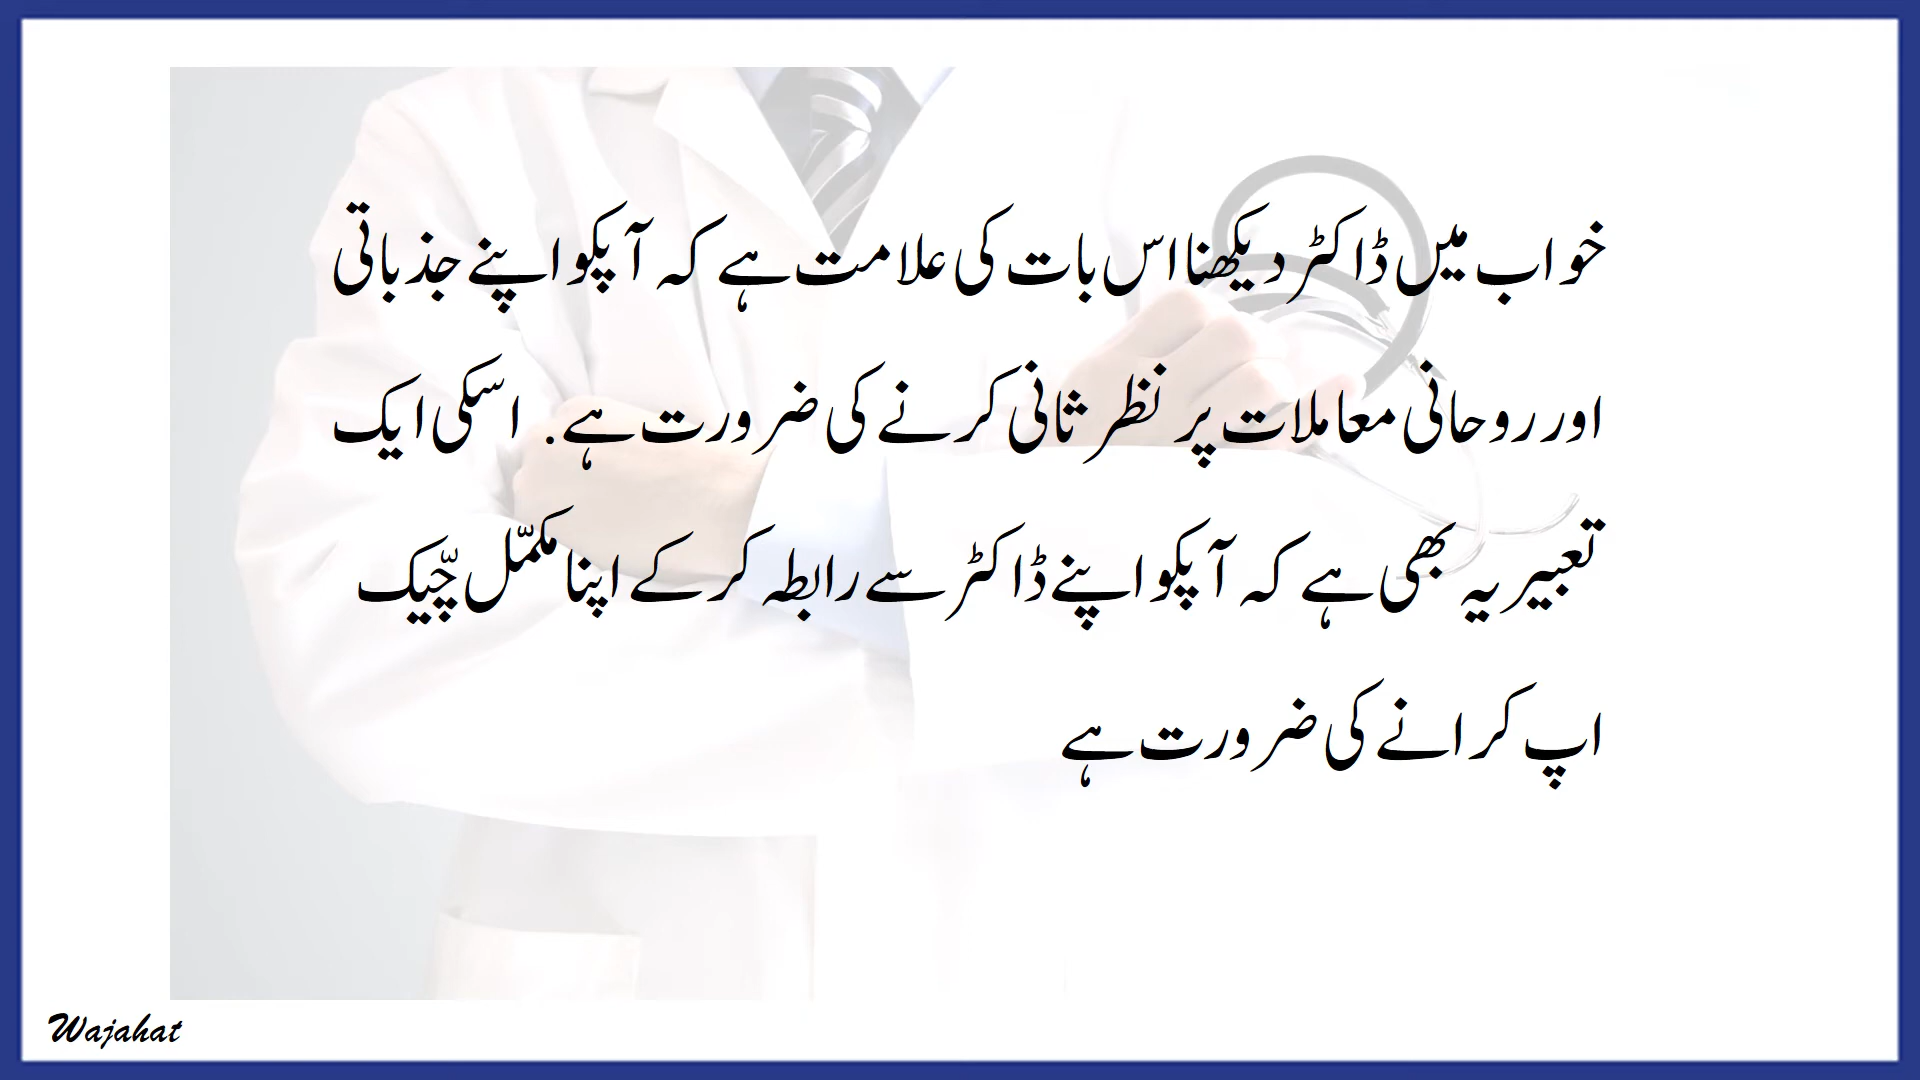 خواب میں ڈاکٹر دیکھنا اس بات کی علامت ہے کہ آپکو اپنے جذباتی
اور روحانی معاملات پر نظر ثانی کرنے کی ضرورت ہے. اسکی ایک
تعبیر یہ بھی ہے کہ آپکو اپنے ڈاکٹر سے رابطہ کر کے اپنا مکمّل چّیک
اپ کرانے کی ضرورت ہے
Wajahat